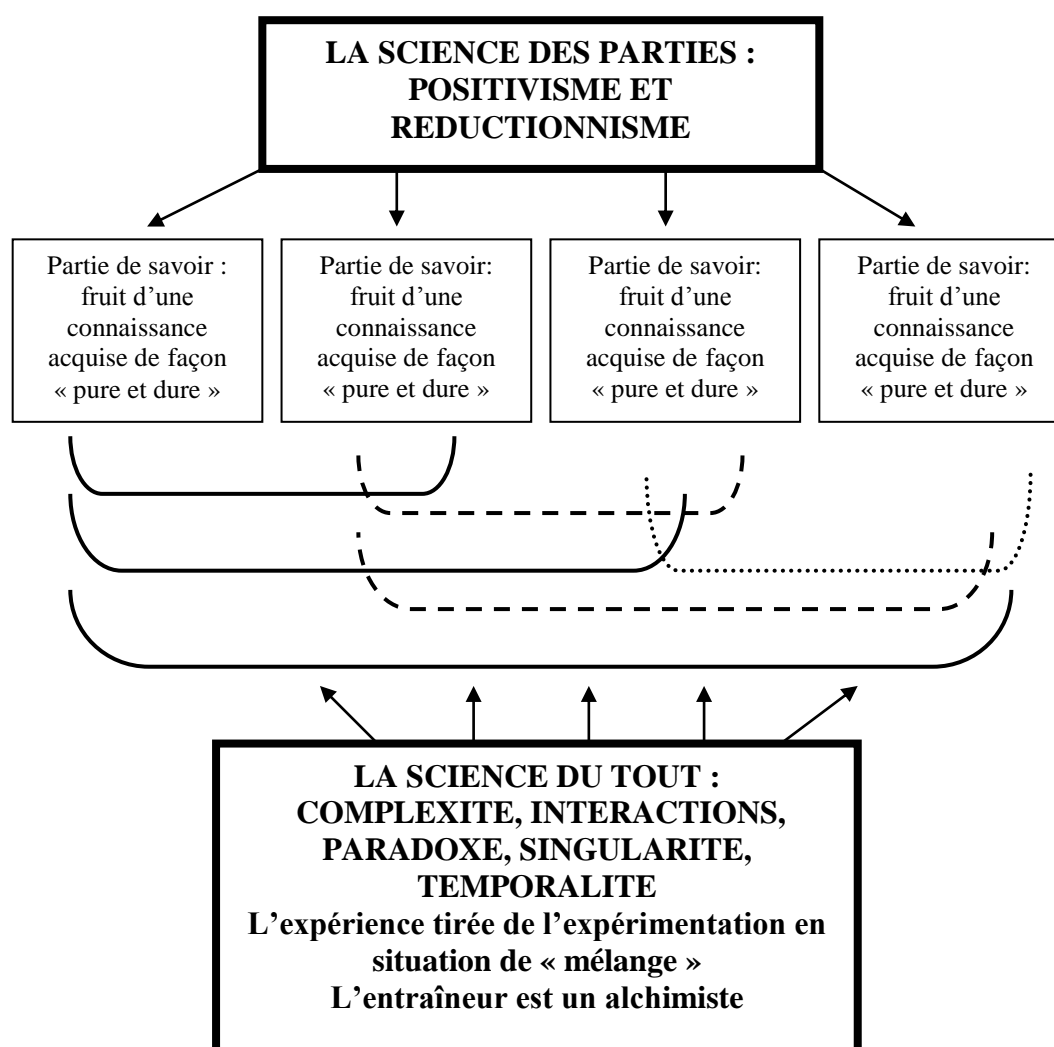 LA SCIENCE DES PARTIES :
POSITIVISME ET
REDUCTIONNISME
Partie de savoir :
fruit d’une
connaissance
acquise de façon
« pure et dure »
Partie de savoir:
fruit d’une
connaissance
acquise de façon
« pure et dure »
Partie de savoir:
fruit d’une
connaissance
acquise de façon
« pure et dure »
Partie de savoir:
fruit d’une
connaissance
acquise de façon
« pure et dure »
LA SCIENCE DU TOUT :
COMPLEXITE, INTERACTIONS,
PARADOXE, SINGULARITE,
TEMPORALITE
L’expérience tirée de l’expérimentation en
situation de « mélange »
L’entraîneur est un alchimiste